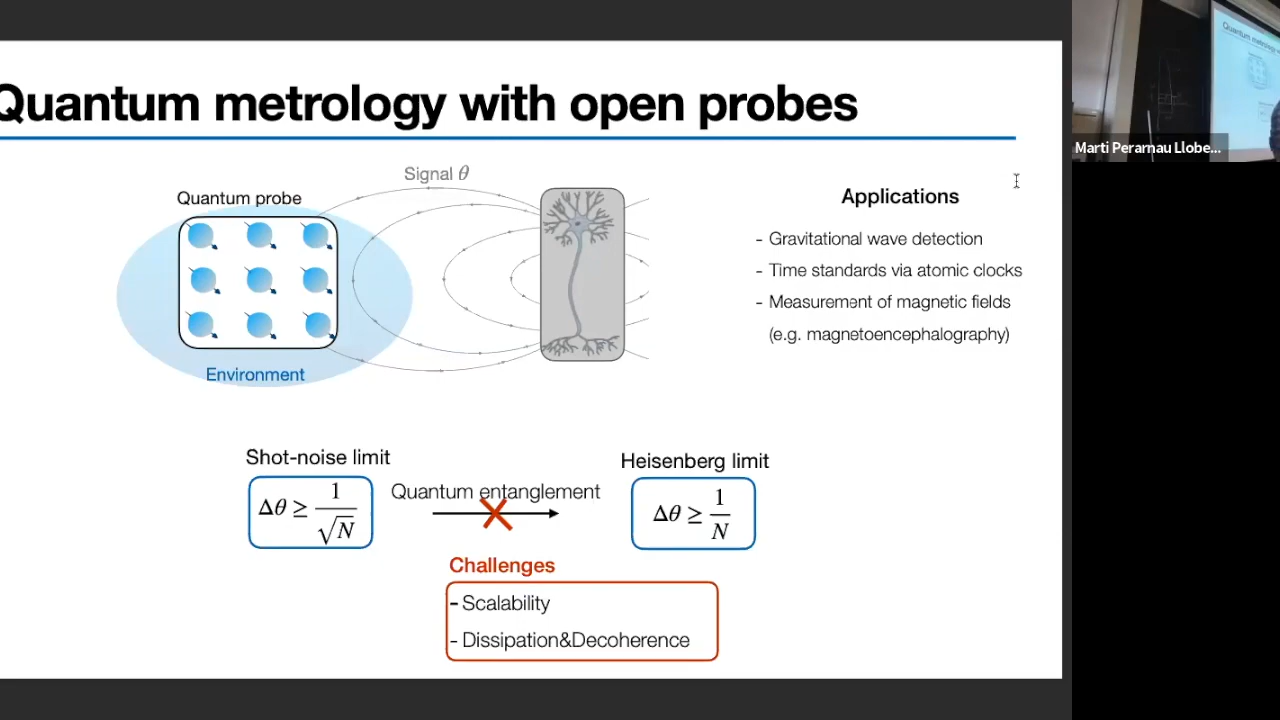 Quantum metrology with open probes
Signal θ
Quantum probe
Environment
Applications
- Gravitational wave detection
- Time standards via atomic clocks
- Measurement of magnetic fields
(e.g. magnetoencephalography)
Shot-noise limit
Δθ ≥ 1/√N
Quantum entanglement
Heisenberg limit
Δθ ≥ 1/N
Challenges
- Scalability
- Dissipation&Decoherence
Marti Perarnau Llobe...
Quantum metrology